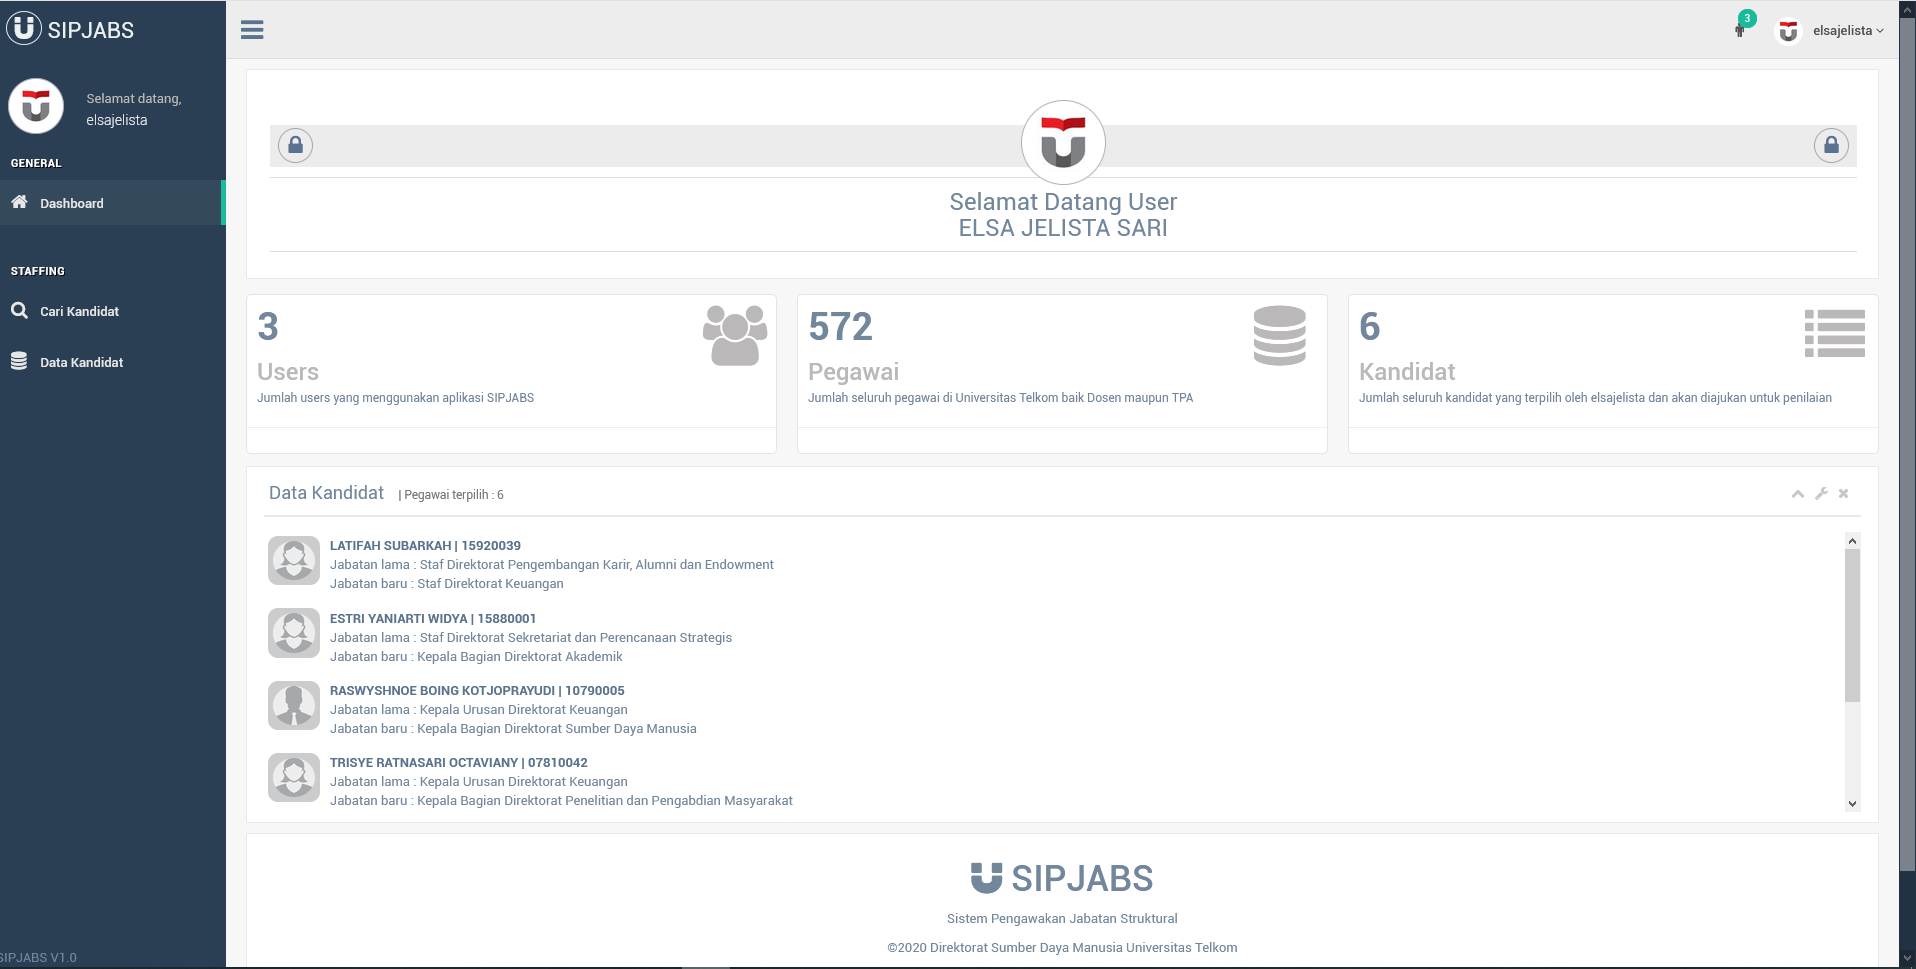 SIPJABS
3
elsajelista
Selamat datang,
elsajelista
GENERAL
Dashboard
STAFFING
Cari Kandidat
Data Kandidat
SIPJABS V1.0
Selamat Datang User
ELSA JELISTA SARI
3
Users
Jumlah users yang menggunakan aplikasi SIPJABS
572
Pegawai
Jumlah seluruh pegawai di Universitas Telkom baik Dosen maupun TPA
6
Kandidat
Jumlah seluruh kandidat yang terpilih oleh elsajelista dan akan diajukan untuk penilaian
Data Kandidat | Pegawai terpilih : 6
LATIFAH SUBARKAH | 15920039
Jabatan lama : Staf Direktorat Pengembangan Karir, Alumni dan Endowment
Jabatan baru : Staf Direktorat Keuangan
ESTRI YANIARTI WIDYA | 15880001
Jabatan lama : Staf Direktorat Sekretariat dan Perencanaan Strategis
Jabatan baru : Kepala Bagian Direktorat Akademik
RASWYSHNOE BOING KOTJOPRAYUDI | 10790005
Jabatan lama : Kepala Urusan Direktorat Keuangan
Jabatan baru : Kepala Bagian Direktorat Sumber Daya Manusia
TRISYE RATNASARI OCTAVIANY | 07810042
Jabatan lama : Kepala Urusan Direktorat Keuangan
Jabatan baru : Kepala Bagian Direktorat Penelitian dan Pengabdian Masyarakat
SIPJABS
Sistem Pengawakan Jabatan Struktural
©2020 Direktorat Sumber Daya Manusia Universitas Telkom